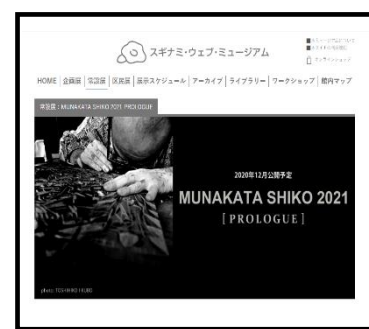 スギナミ・ウェブ・ミュージアム
HOME 企画展 常設展 区民展 展示スケジュール アーカイブ ライブラリー ワークショップ 館内マップ
常設展:MUNAKATA SHIKO 2021 PROLOGUE
2020年12月公開予定
MUNAKATA SHIKO 2021
[PROLOGUE]
photo: